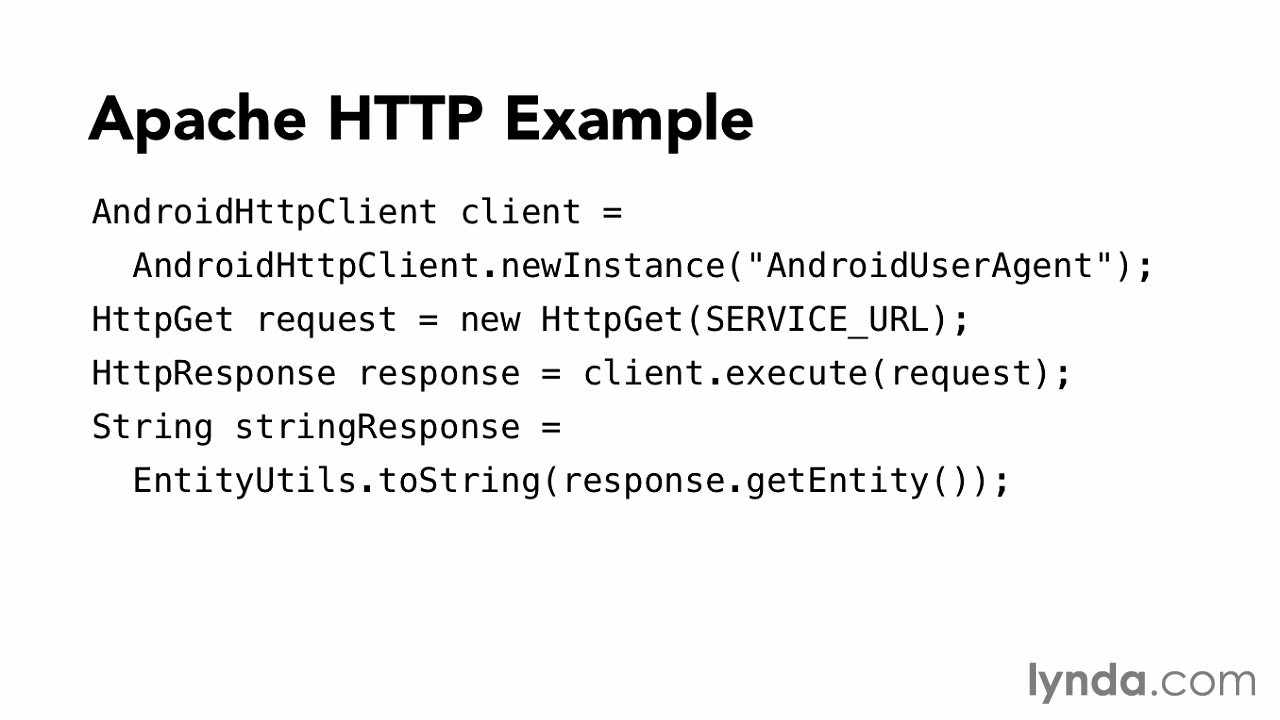 Apache HTTP Example
AndroidHttpClient client =
AndroidHttpClient.newInstance("AndroidUserAgent");
HttpGet request = new HttpGet(SERVICE_URL);
HttpResponse response = client.execute(request);
String stringResponse =
EntityUtils.toString(response.getEntity());
lynda.com